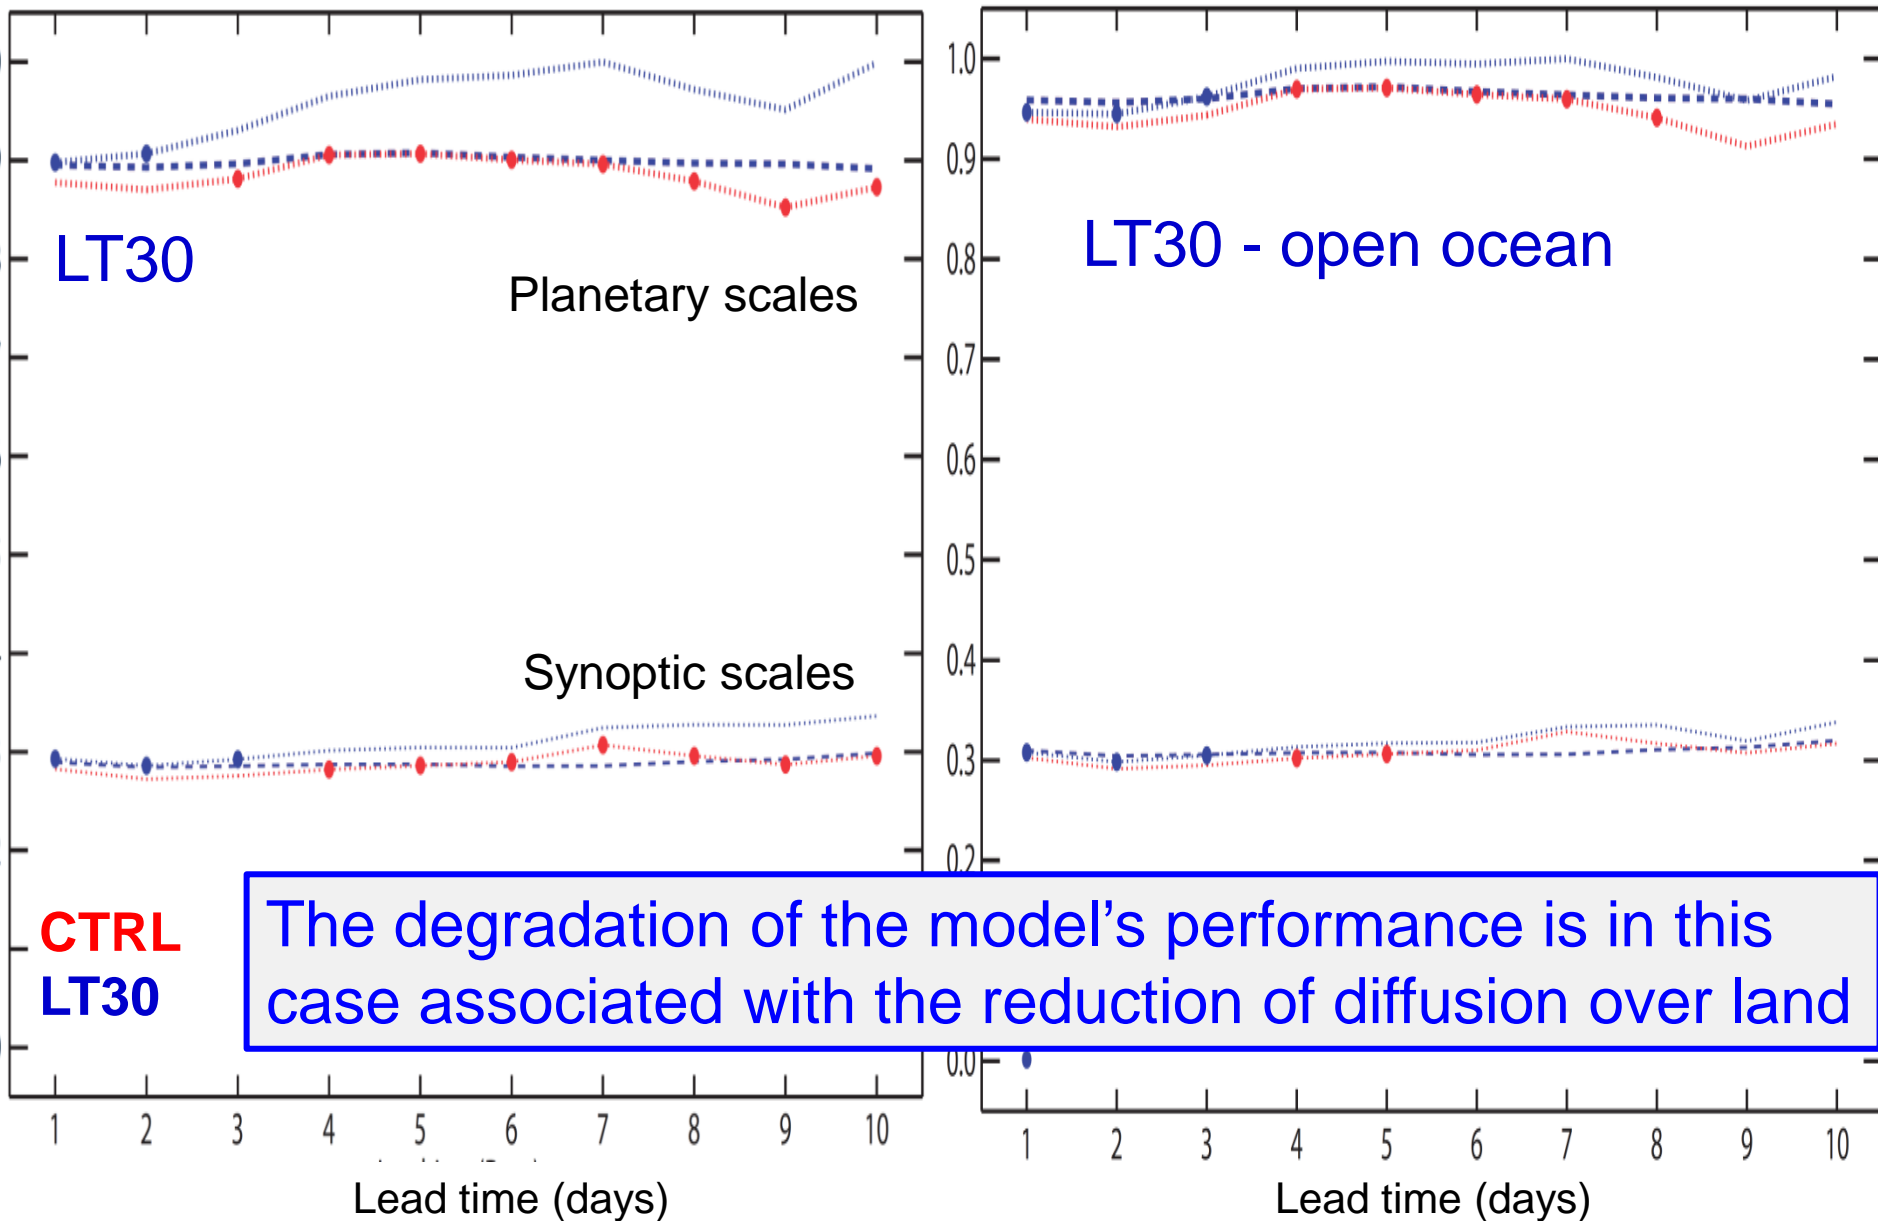 LT30
Planetary scales
Synoptic scales
CTRL
LT30
1 2 3 4 5 6 7 8 9 10
Lead time (days)
1.0
0.9
0.8
0.7
0.6
0.5
0.4
0.3
0.2
0.0
LT30 - open ocean
1 2 3 4 5 6 7 8 9 10
Lead time (days)
The degradation of the model’s performance is in this
case associated with the reduction of diffusion over land